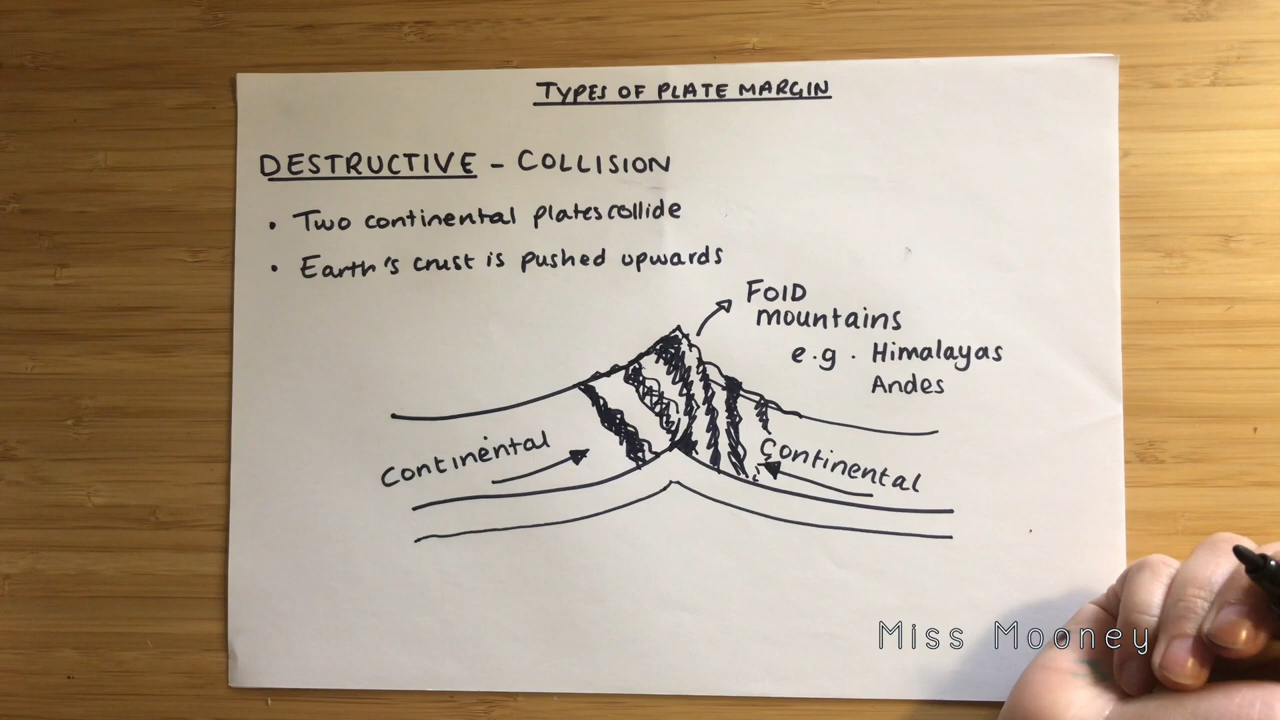 TYPES OF PLATE MARGIN
DESTRUCTIVE - COLLISION
• Two continental plates collide
• Earth's crust is pushed upwards
FOlD
mountains
e.g. Himalayas
Andes
Continental
Continental
Miss Mooney